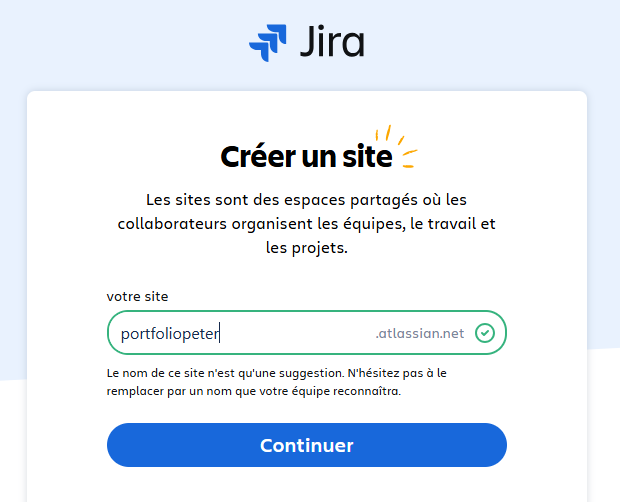 Jira
Créer un site
Les sites sont des espaces partagés où les
collaborateurs organisent les équipes, le travail et
les projets.
votre site
portfoliopeter .atlassian.net
Le nom de ce site n'est qu'une suggestion. N'hésitez pas à le
remplacer par un nom que votre équipe reconnaîtra.
Continuer